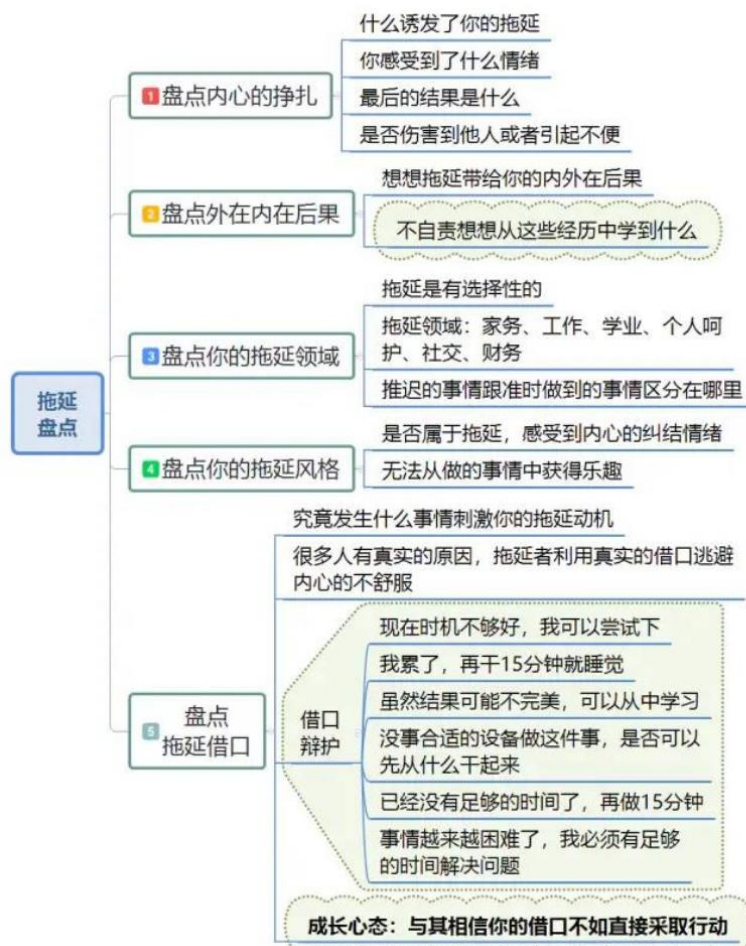 拖延
盘点
1 盘点内心的挣扎
什么诱发了你的拖延
你感受到了什么情绪
最后的结果是什么
是否伤害到他人或者引起不便
2 盘点外在内在后果
想想拖延带给你的内外在后果
不自责想想从这些经历中学到什么
3 盘点你的拖延领域
拖延是有选择性的
拖延领域：家务、工作、学业、个人呵
护、社交、财务
推迟的事情跟准时做到的事情区分在哪里
4 盘点你的拖延风格
是否属于拖延，感受到内心的纠结情绪
无法从做的事情中获得乐趣
5 盘点
拖延借口
究竟发生什么事情刺激你的拖延动机
很多人有真实的原因，拖延者利用真实的借口逃避
内心的不舒服
借口
辩护
现在时机不够好，我可以尝试下
我累了，再干15分钟就睡觉
虽然结果可能不完美，可以从中学习
没事合适的设备做这件事，是否可以
先从什么干起来
已经没有足够的时间了，再做15分钟
事情越来越困难了，我必须有足够
的时间解决问题
成长心态：与其相信你的借口不如直接采取行动